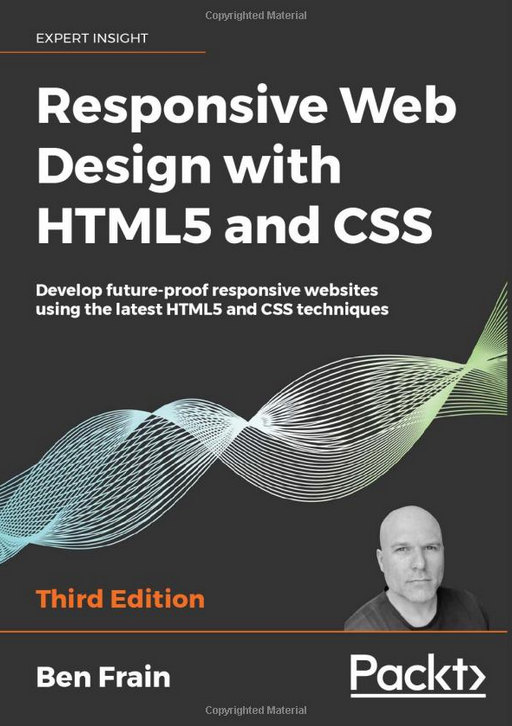 Copyrighted Material
EXPERT INSIGHT
Responsive Web
Design with
HTML5 and CSS
Develop future-proof responsive websites
using the latest HTML5 and CSS techniques
Third Edition
Ben Frain
Packt>
Copyrighted Material